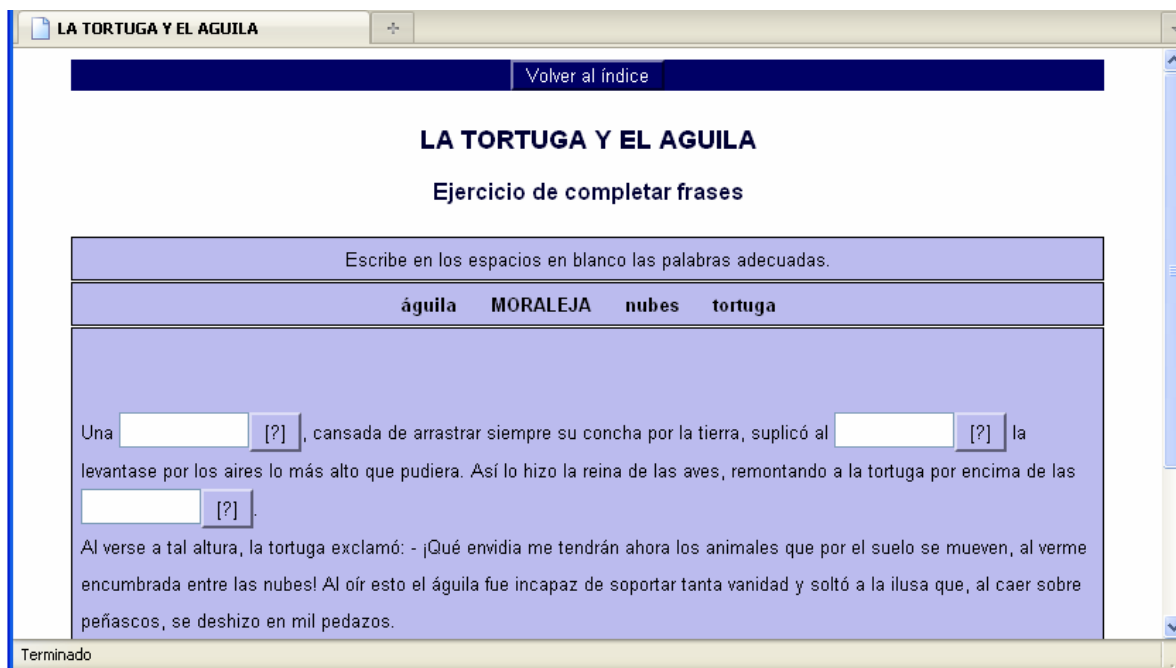 LA TORTUGA Y EL AGUILA
Volver al índice
LA TORTUGA Y EL AGUILA
Ejercicio de completar frases
Escribe en los espacios en blanco las palabras adecuadas.
águila MORALEJA nubes tortuga
Una [?] , cansada de arrastrar siempre su concha por la tierra, suplicó al [?] la
levantase por los aires lo más alto que pudiera. Así lo hizo la reina de las aves, remontando a la tortuga por encima de las
[?] .
Al verse a tal altura, la tortuga exclamó: - ¡Qué envidia me tendrán ahora los animales que por el suelo se mueven, al verme
encumbrada entre las nubes! Al oír esto el águila fue incapaz de soportar tanta vanidad y soltó a la ilusa que, al caer sobre
peñascos, se deshizo en mil pedazos.
Terminado